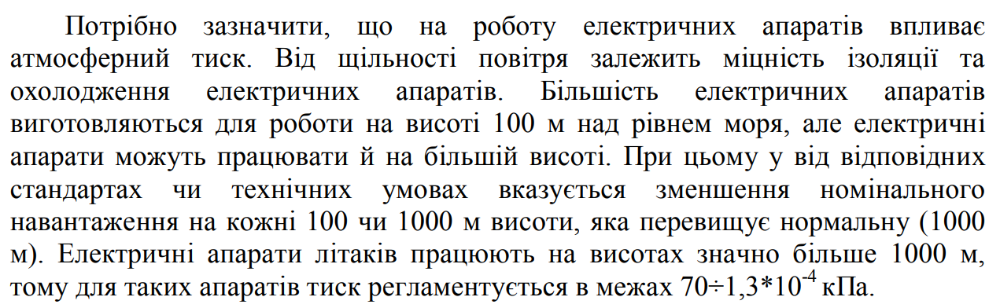 Потрібно зазначити, що на роботу електричних апаратів впливає
атмосферний тиск. Від щільності повітря залежить міцність ізоляції та
охолодження електричних апаратів. Більшість електричних апаратів
виготовляються для роботи на висоті 100 м над рівнем моря, але електричні
апарати можуть працювати й на більшій висоті. При цьому у від відповідних
стандартах чи технічних умовах вказується зменшення номінального
навантаження на кожні 100 чи 1000 м висоти, яка перевищує нормальну (1000
м). Електричні апарати літаків працюють на висотах значно більше 1000 м,
тому для таких апаратів тиск регламентується в межах 70÷1,3*10⁻⁴ кПа.